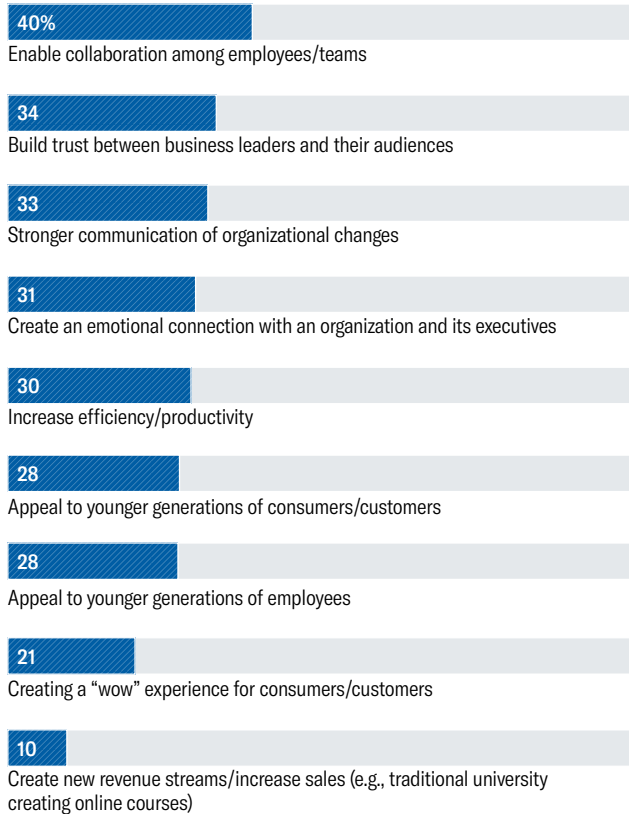 40%
Enable collaboration among employees/teams
34
Build trust between business leaders and their audiences
33
Stronger communication of organizational changes
31
Create an emotional connection with an organization and its executives
30
Increase efficiency/productivity
28
Appeal to younger generations of consumers/customers
28
Appeal to younger generations of employees
21
Creating a “wow” experience for consumers/customers
10
Create new revenue streams/increase sales (e.g., traditional university
creating online courses)